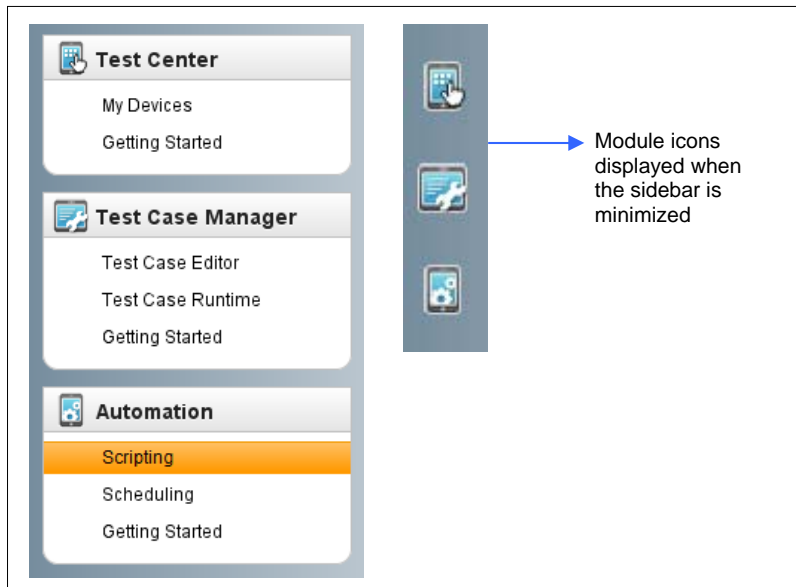 Test Center
My Devices
Getting Started
Test Case Manager
Test Case Editor
Test Case Runtime
Getting Started
Automation
Scripting
Scheduling
Getting Started
Module icons
displayed when
the sidebar is
minimized